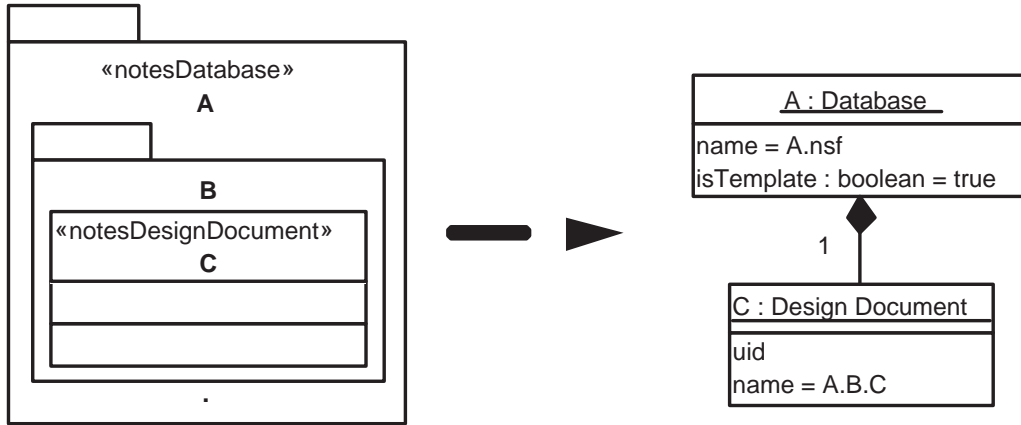 «notesDatabase»
A
B
«notesDesignDocument»
C
.
A : Database
name = A.nsf
isTemplate : boolean = true
1
C : Design Document
uid
name = A.B.C